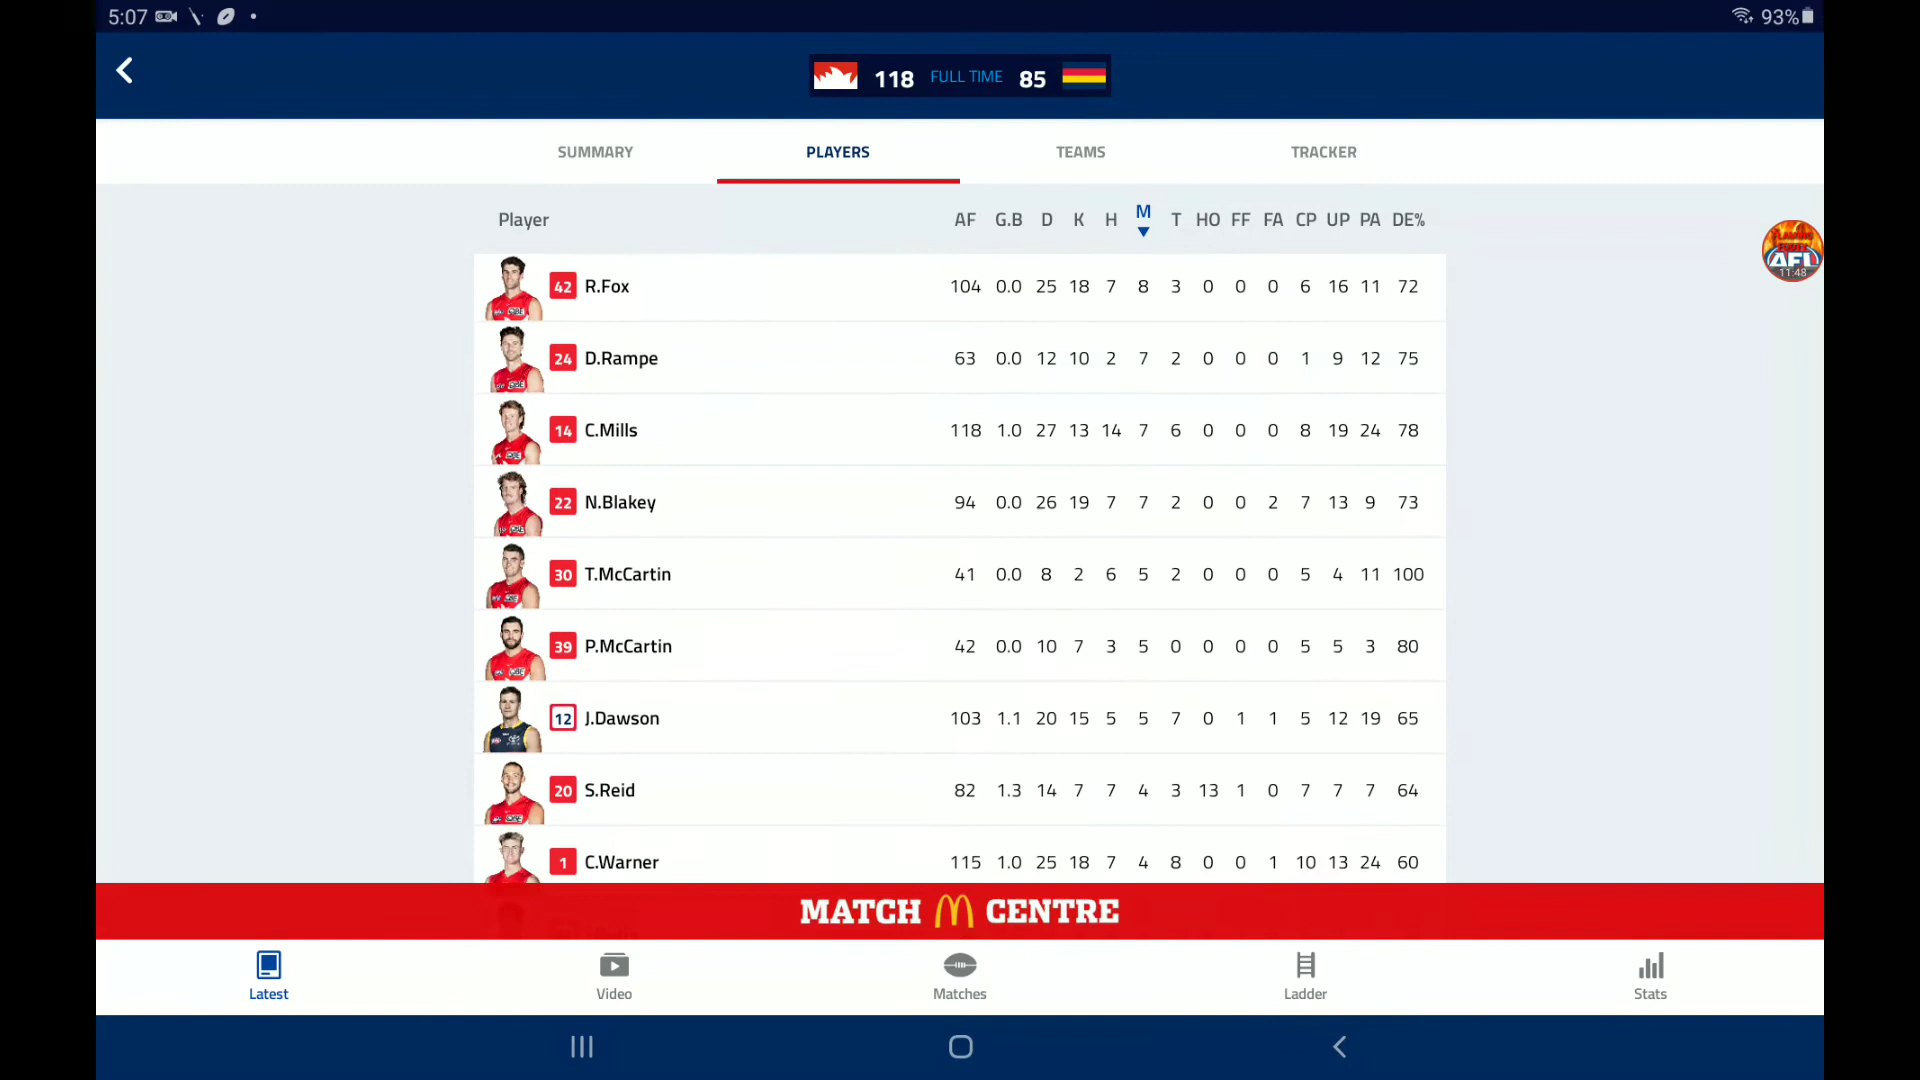 5:07 93%
118 FULL TIME 85
SUMMARY PLAYERS TEAMS TRACKER
Player AF G.B D K H M T HO FF FA CP UP PA DE%
42 R.Fox 104 0.0 25 18 7 8 3 0 0 0 6 16 11 72
24 D.Rampe 63 0.0 12 10 2 7 2 0 0 0 1 9 12 75
14 C.Mills 118 1.0 27 13 14 7 6 0 0 0 8 19 24 78
22 N.Blakey 94 0.0 26 19 7 7 2 0 0 2 7 13 9 73
30 T.McCartin 41 0.0 8 2 6 5 2 0 0 0 5 4 11 100
39 P.McCartin 42 0.0 10 7 3 5 0 0 0 0 5 5 3 80
12 J.Dawson 103 1.1 20 15 5 5 7 0 1 1 5 12 19 65
20 S.Reid 82 1.3 14 7 7 4 3 13 1 0 7 7 7 64
1 C.Warner 115 1.0 25 18 7 4 8 0 0 1 10 13 24 60
AFL
11:48
MATCH CENTRE
Latest Video Matches Ladder Stats